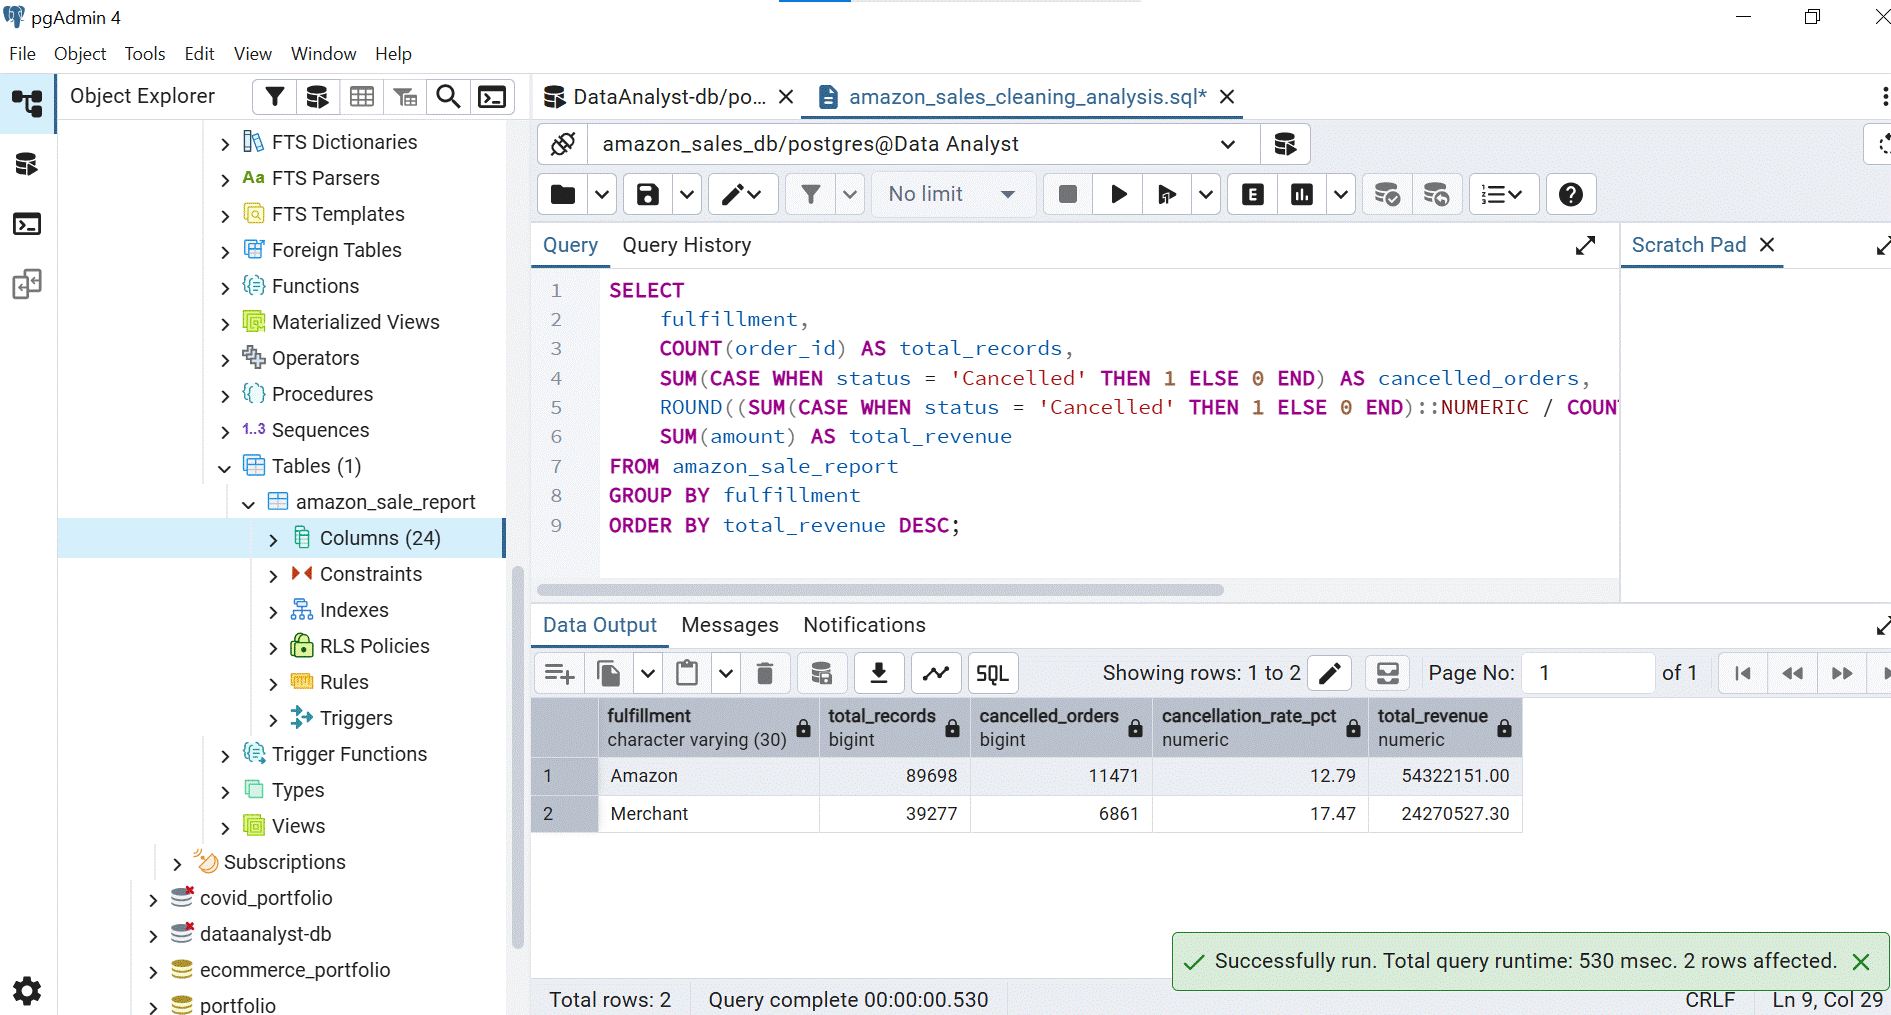 pgAdmin 4
File Object Tools Edit View Window Help
Object Explorer
FTS Dictionaries
Aa FTS Parsers
FTS Templates
Foreign Tables
Functions
Materialized Views
Operators
Procedures
1..3 Sequences
Tables (1)
amazon_sale_report
Columns (24)
Constraints
Indexes
RLS Policies
Rules
Triggers
Trigger Functions
Types
Views
Subscriptions
covid_portfolio
dataanalyst-db
ecommerce_portfolio
portfolio
DataAnalyst-db/po... amazon_sales_cleaning_analysis.sql*
amazon_sales_db/postgres@Data Analyst
No limit E
Query Query History
Scratch Pad
1 SELECT
2 fulfillment,
3 COUNT(order_id) AS total_records,
4 SUM(CASE WHEN status = 'Cancelled' THEN 1 ELSE 0 END) AS cancelled_orders,
5 ROUND((SUM(CASE WHEN status = 'Cancelled' THEN 1 ELSE 0 END)::NUMERIC / COUN
6 SUM(amount) AS total_revenue
7 FROM amazon_sale_report
8 GROUP BY fulfillment
9 ORDER BY total_revenue DESC;
Data Output Messages Notifications
SQL Showing rows: 1 to 2 Page No: 1 of 1
fulfillment total_records cancelled_orders cancellation_rate_pct total_revenue
character varying (30) bigint bigint numeric numeric
1 Amazon 89698 11471 12.79 54322151.00
2 Merchant 39277 6861 17.47 24270527.30
Successfully run. Total query runtime: 530 msec. 2 rows affected.
Total rows: 2 Query complete 00:00:00.530 CRLF Ln 9, Col 29